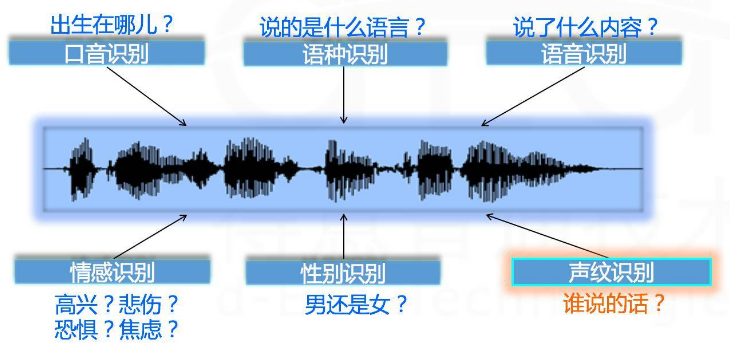 出生在哪儿？
说的是什么语言？
说了什么内容？
口音识别
语种识别
语音识别
情感识别
性别识别
声纹识别
高兴？悲伤？
恐惧？焦虑？
男还是女？
谁说的话？